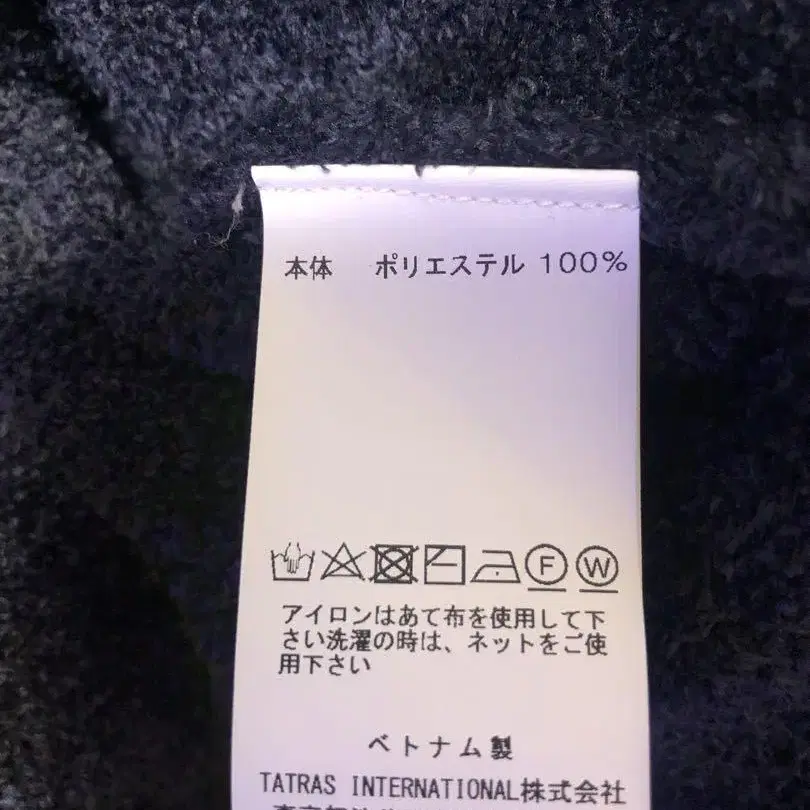 本体 ポリエステル 100%
F W
アイロンはあて布を使用して下
さい洗濯の時は、ネットをご使
用下さい
ベトナム製
TATRAS INTERNATIONAL株式会社